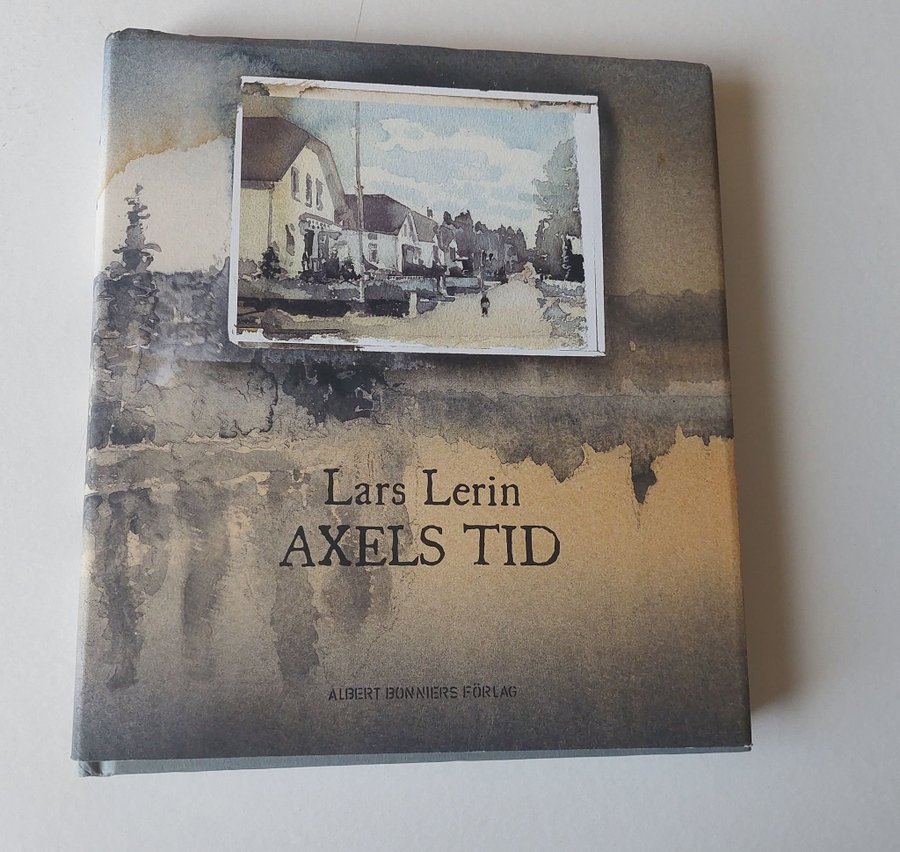 Lars Lerin
AXELS TID
ALBERT BONNIERS FÖRLAG